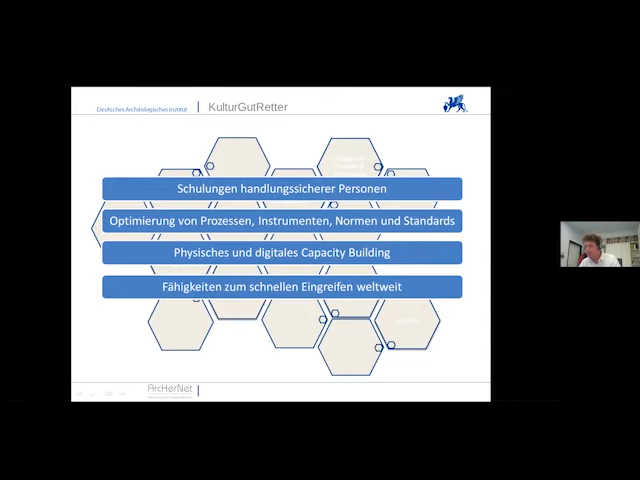 Deutsches Archäologisches Institut
KulturGutRetter
Schulungen handlungssicherer Personen
Optimierung von Prozessen, Instrumenten, Normen und Standards
Physisches und digitales Capacity Building
Fähigkeiten zum schnellen Eingreifen weltweit
ArcHerNet